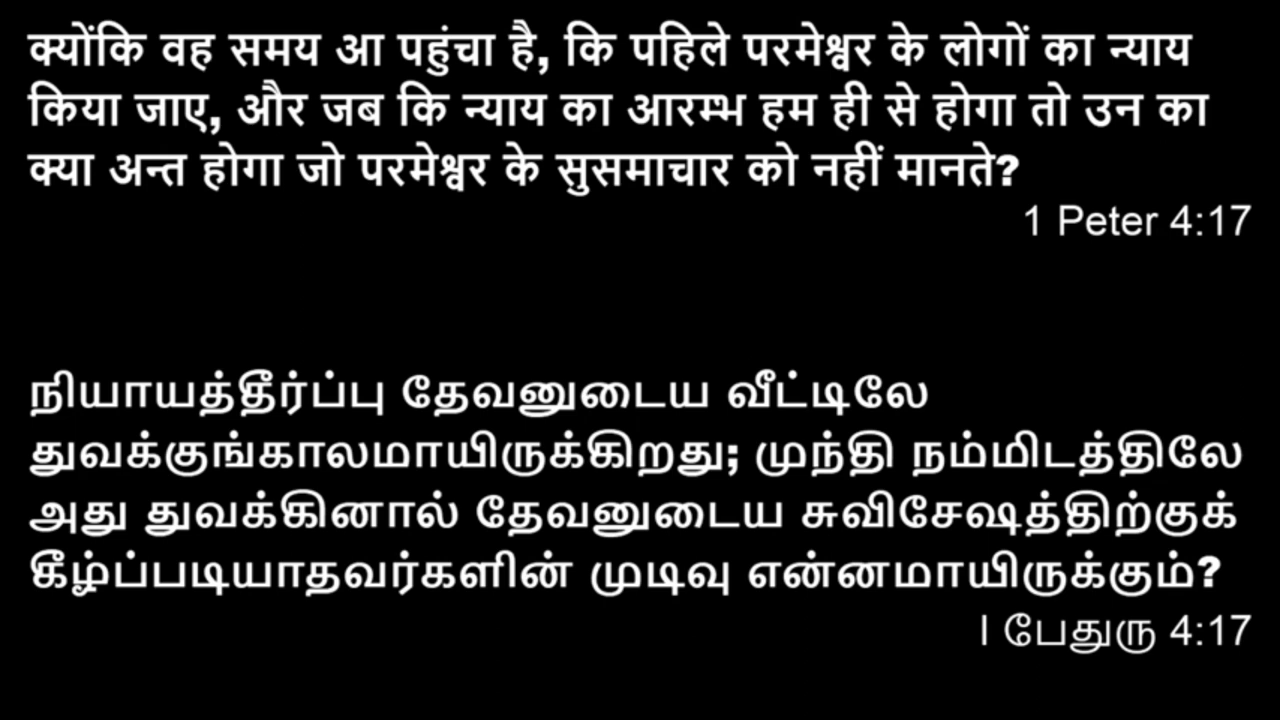 क्योंकि वह समय आ पहुंचा है, कि पहिले परमेश्वर के लोगों का न्याय
किया जाए, और जब कि न्याय का आरम्भ हम ही से होगा तो उन का
क्या अन्त होगा जो परमेश्वर के सुसमाचार को नहीं मानते?
1 Peter 4:17
நியாயத்தீர்ப்பு தேவனுடைய வீட்டிலே
துவக்குங்காலமாயிருக்கிறது; முந்தி நம்மிடத்திலே
அது துவக்கினால் தேவனுடைய சுவிசேஷத்திற்குக்
கீழ்ப்படியாதவர்களின் முடிவு என்னமாயிருக்கும்?
I பேதுரு 4:17